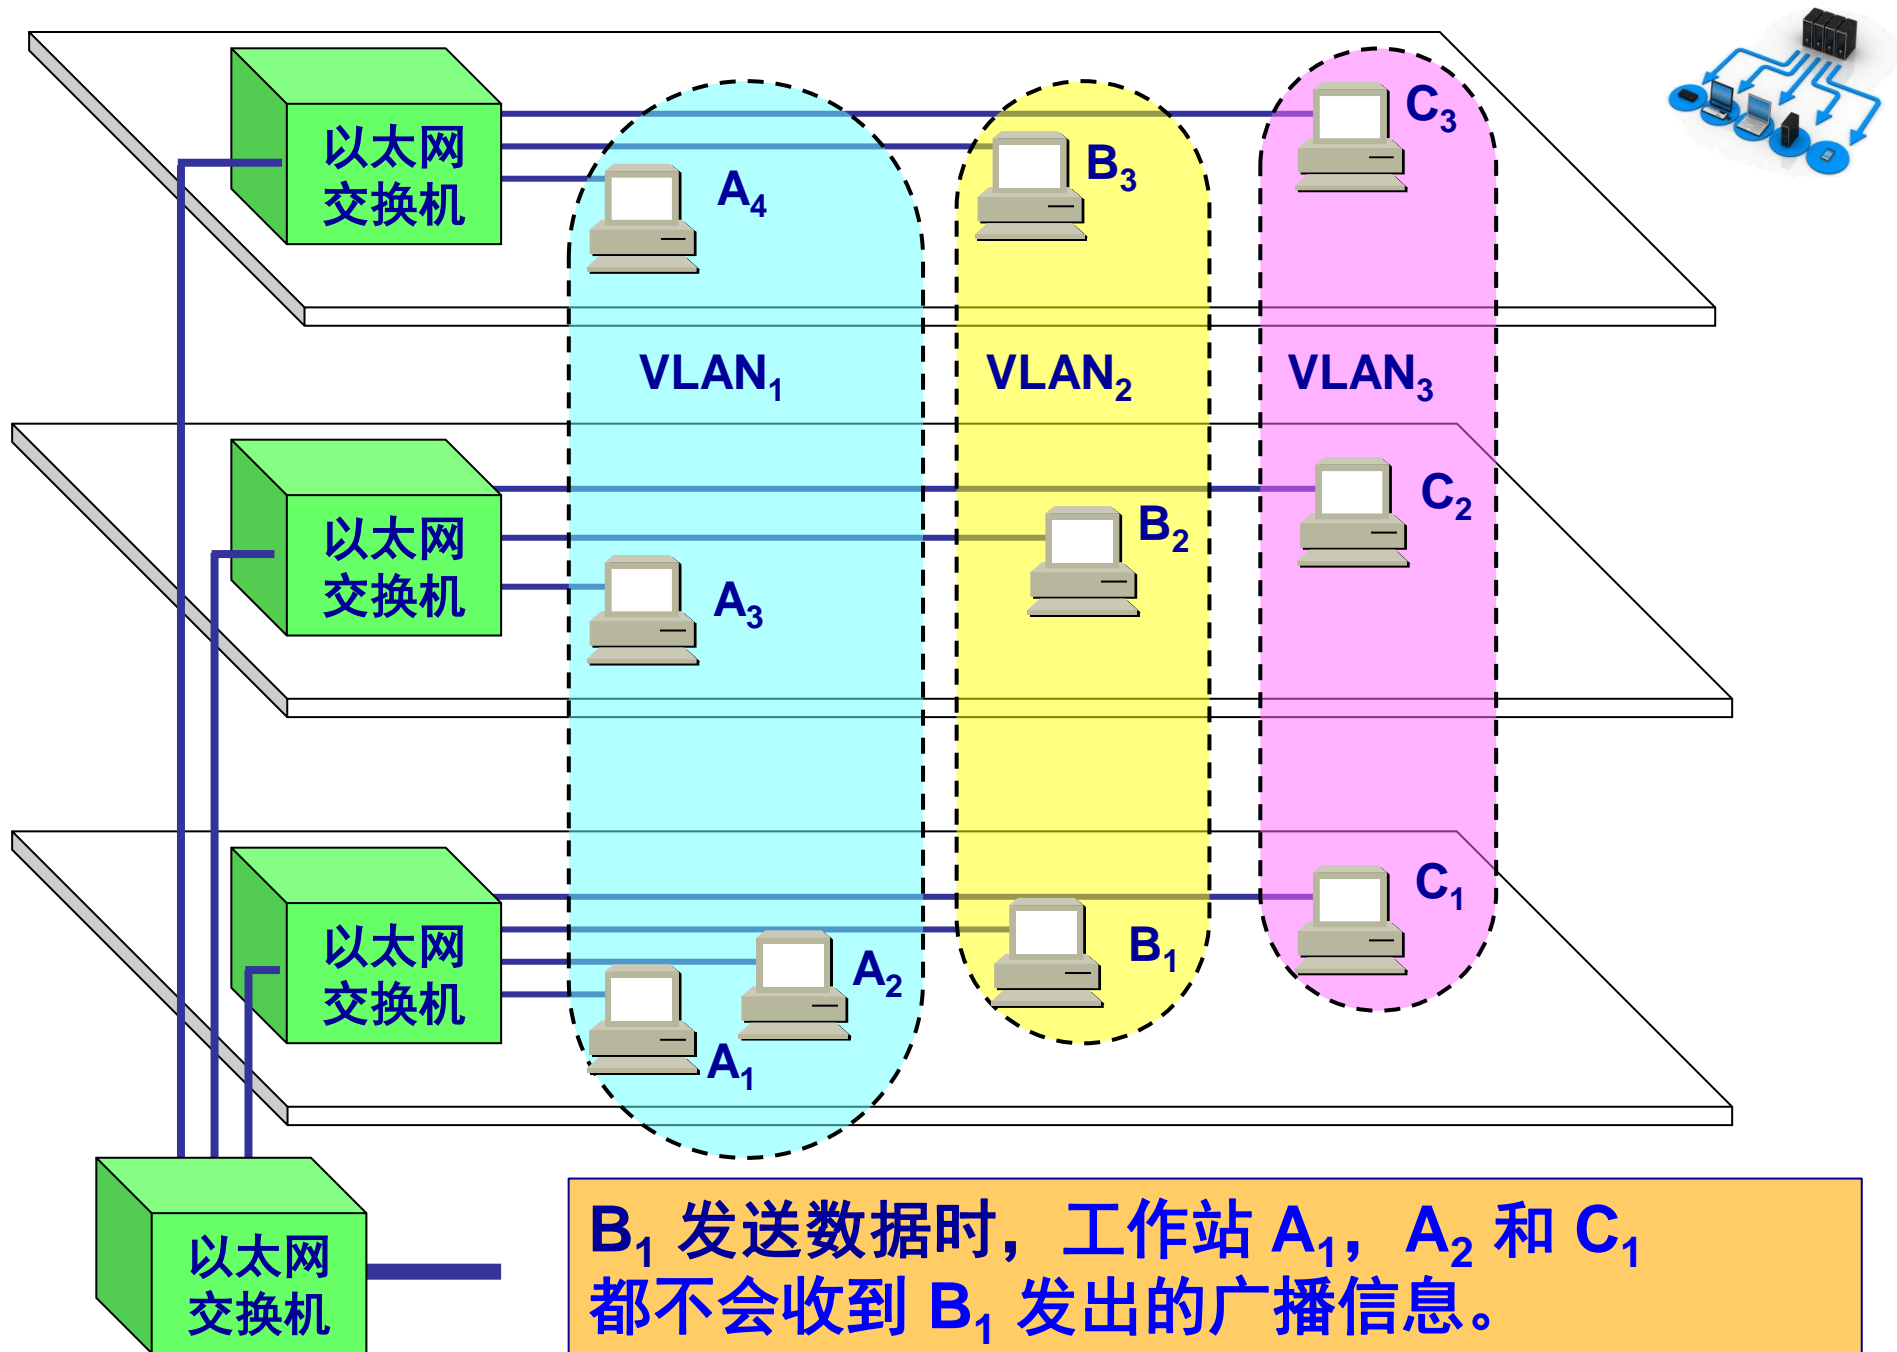 以太网
交换机
A₄
B₃
C₃
VLAN₁
VLAN₂
VLAN₃
以太网
交换机
A₃
B₂
C₂
以太网
交换机
A₁
A₂
B₁
C₁
以太网
交换机
B₁ 发送数据时，工作站 A₁，A₂ 和 C₁
都不会收到 B₁ 发出的广播信息。